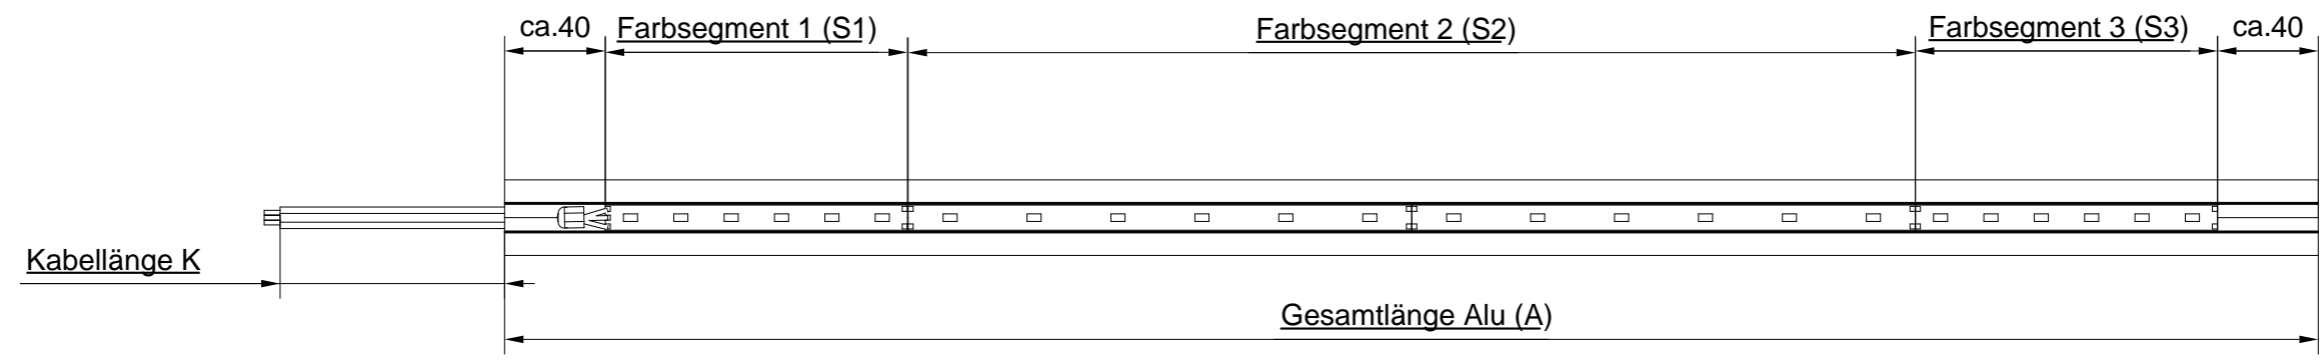 ca.40
Farbsegment 1 (S1)
Farbsegment 2 (S2)
Farbsegment 3 (S3)
ca.40
Kabellänge K
Gesamtlänge Alu (A)